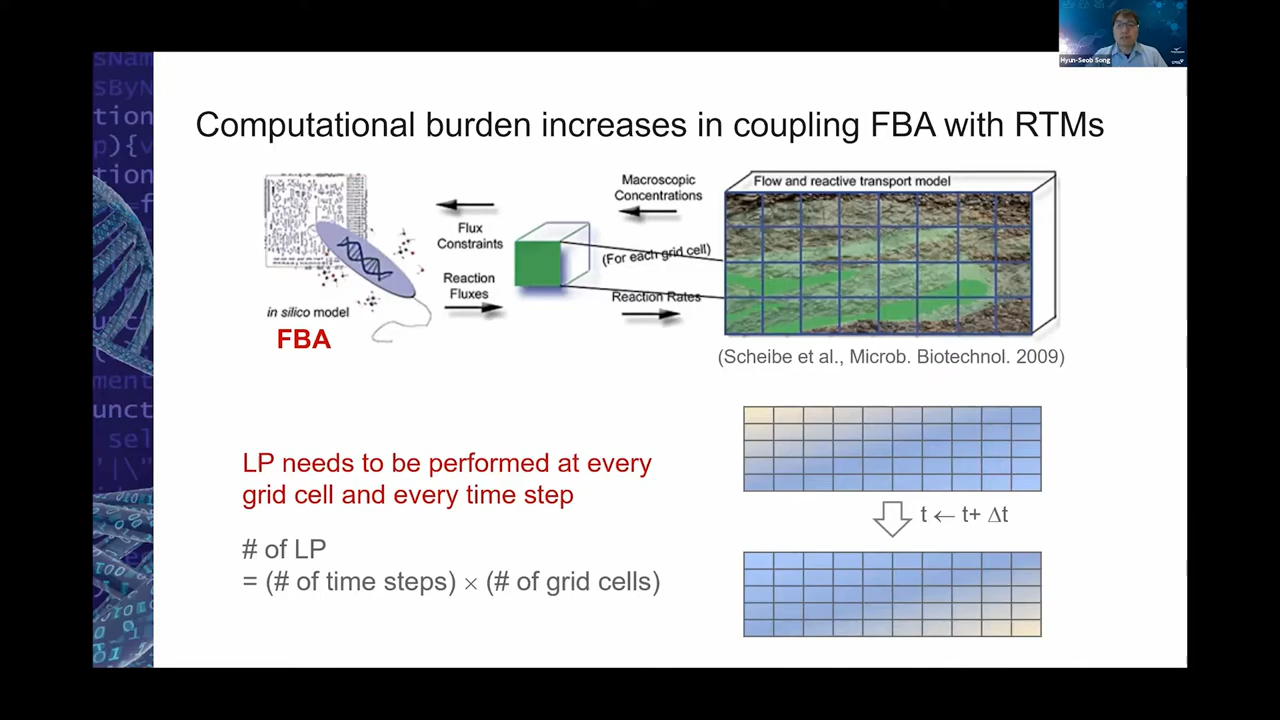 Hyun-Seob Song
Computational burden increases in coupling FBA with RTMs
Macroscopic
Concentrations
Flow and reactive transport model
Flux
Constraints
(For each grid cell)
Reaction
Fluxes
Reaction Rates
in silico model
FBA
(Scheibe et al., Microb. Biotechnol. 2009)
LP needs to be performed at every
grid cell and every time step
t ← t+ Δt
# of LP
= (# of time steps) × (# of grid cells)